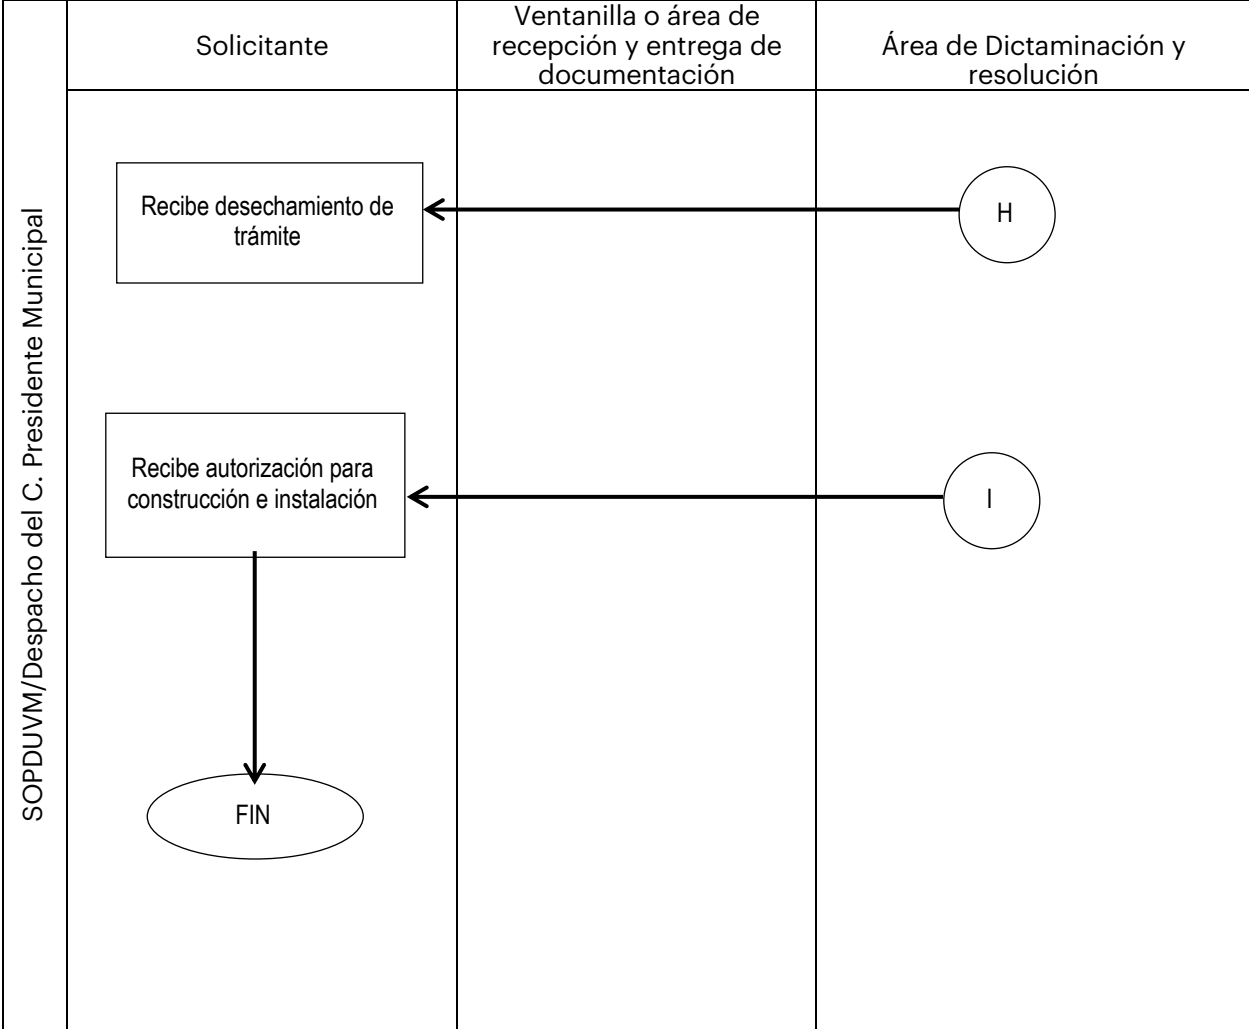 Solicitante
Ventanilla o área de
recepción y entrega de
documentación
Área de Dictaminación y
resolución
SOPDUVM/Despacho del C. Presidente Municipal
Recibe desechamiento de
trámite
H
Recibe autorización para
construcción e instalación
I
FIN